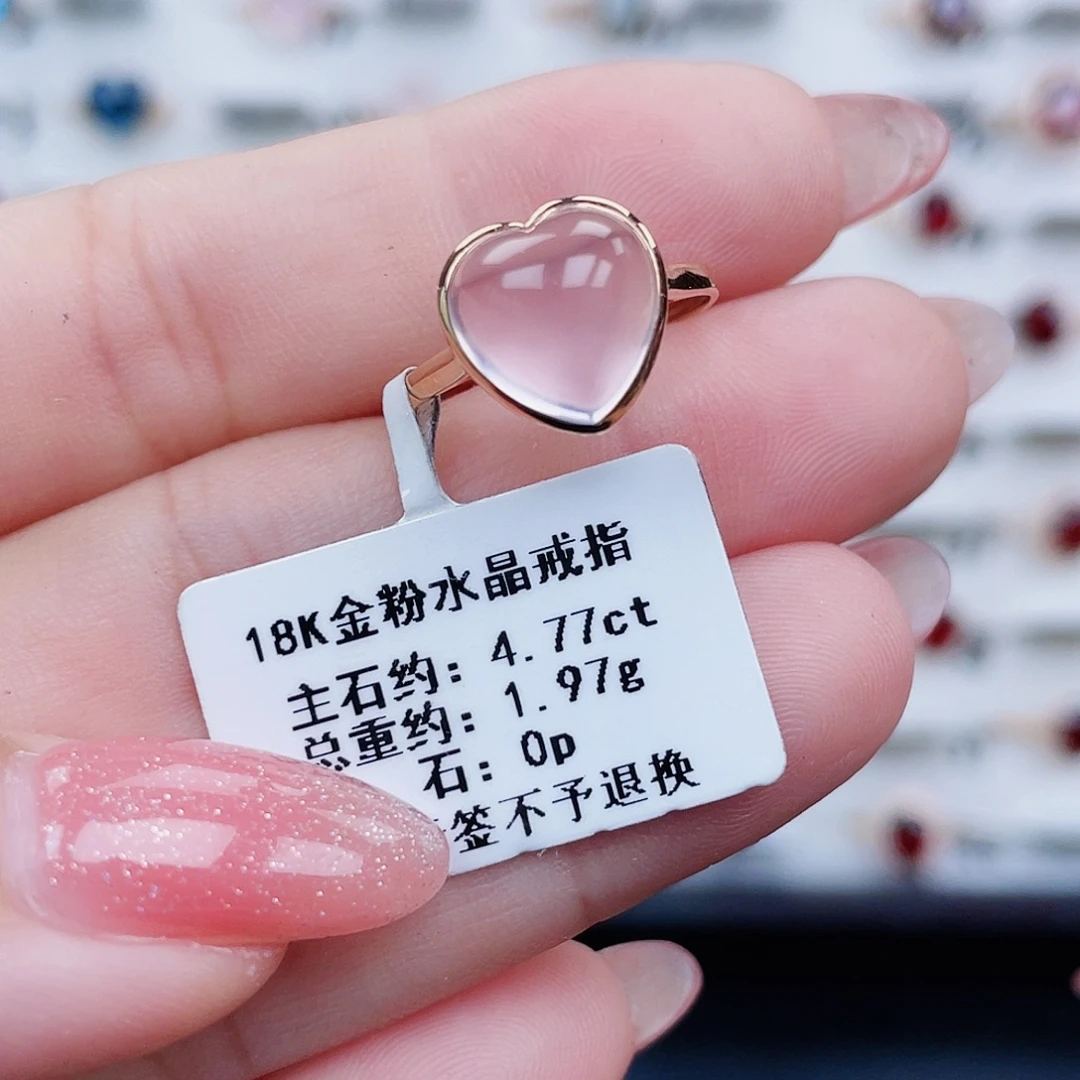 18K金粉水晶戒指
主石约: 4.77ct
总重约: 1.97g
石: 0p
签不予退换